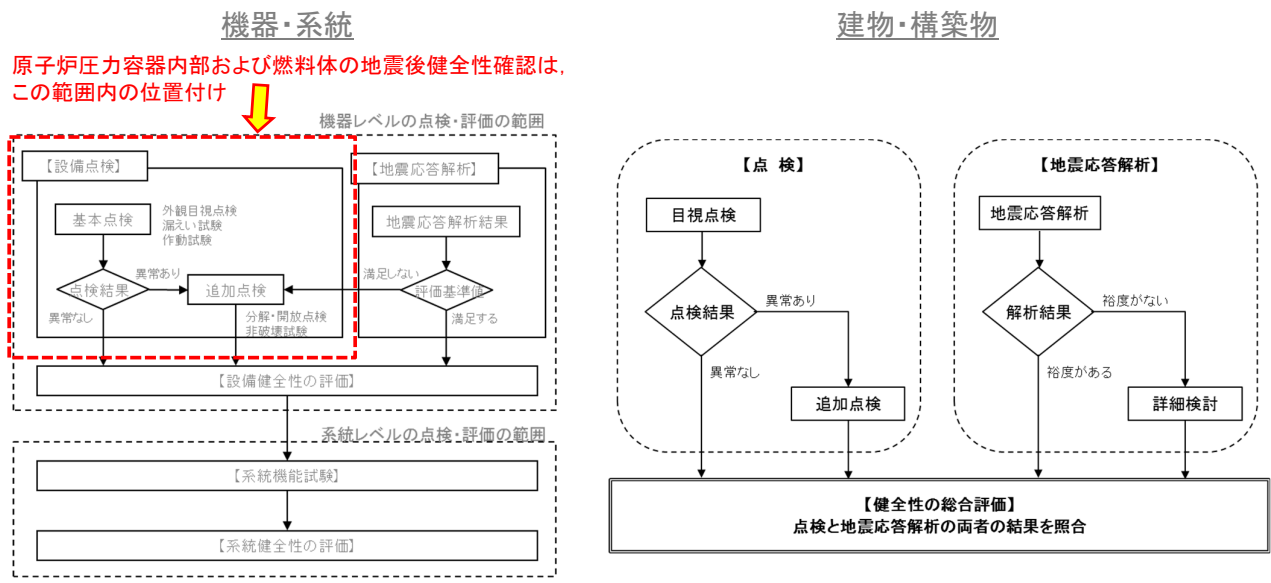 機器・系統
原子炉圧力容器内部および燃料体の地震後健全性確認は,
この範囲内の位置付け
機器レベルの点検・評価の範囲
【設備点検】
【地震応答解析】
基本点検
外観目視点検
漏えい試験
作動試験
地震応答解析結果
点検結果
異常あり
追加点検
満足しない
評価基準値
異常なし
分解・開放点検
非破壊試験
満足する
【設備健全性の評価】
系統レベルの点検・評価の範囲
【系統機能試験】
【系統健全性の評価】
建物・構築物
【点 検】
目視点検
点検結果
異常あり
異常なし
追加点検
【地震応答解析】
地震応答解析
解析結果
裕度がない
裕度がある
詳細検討
【健全性の総合評価】
点検と地震応答解析の両者の結果を照合